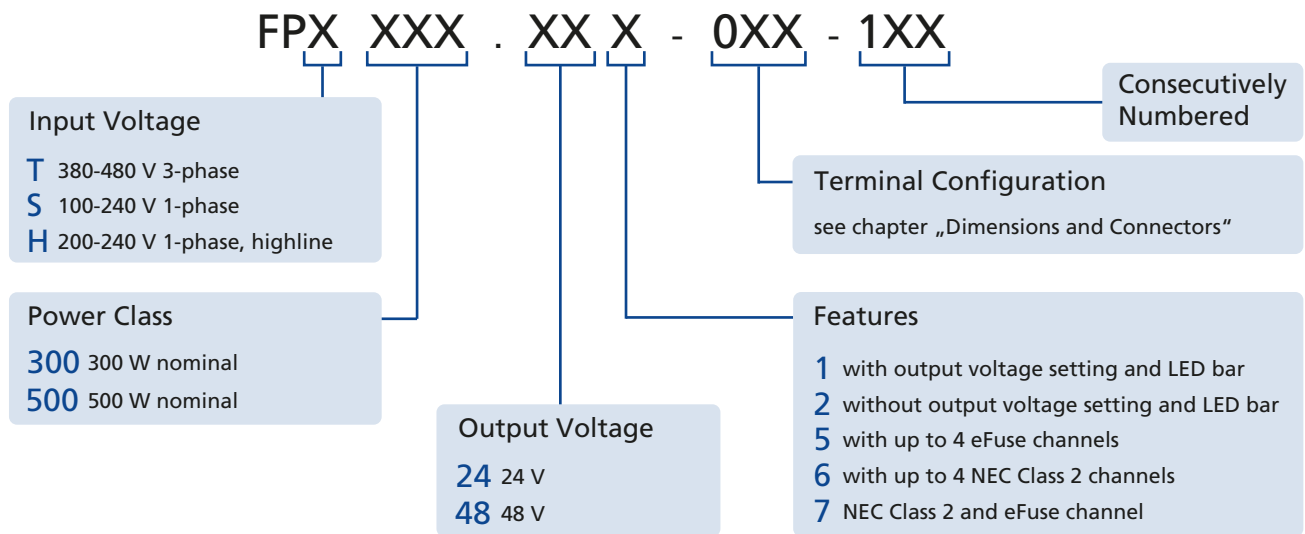 FPX XXX . XX X - 0XX - 1XX
Consecutively
Numbered
Input Voltage
T 380-480 V 3-phase
S 100-240 V 1-phase
H 200-240 V 1-phase, highline
Terminal Configuration
see chapter „Dimensions and Connectors“
Power Class
300 300 W nominal
500 500 W nominal
Output Voltage
24 24 V
48 48 V
Features
1 with output voltage setting and LED bar
2 without output voltage setting and LED bar
5 with up to 4 eFuse channels
6 with up to 4 NEC Class 2 channels
7 NEC Class 2 and eFuse channel